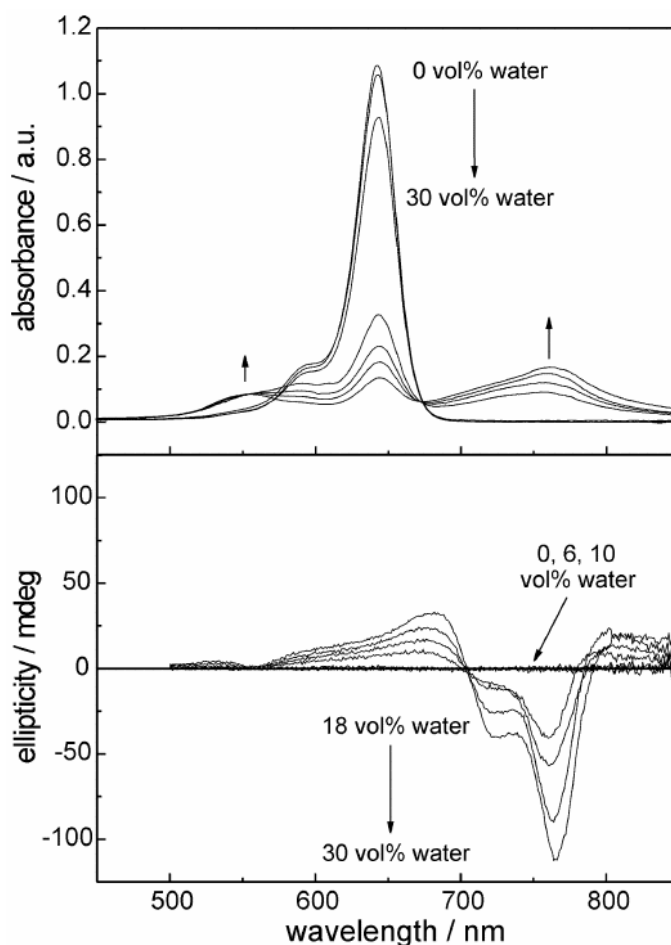 1.2
1.0
0.8
0.6
0.4
0.2
0.0
absorbance / a.u.
0 vol% water
30 vol% water
100
50
0
-50
-100
ellipticity / mdeg
0, 6, 10
vol% water
18 vol% water
30 vol% water
500
600
700
800
wavelength / nm